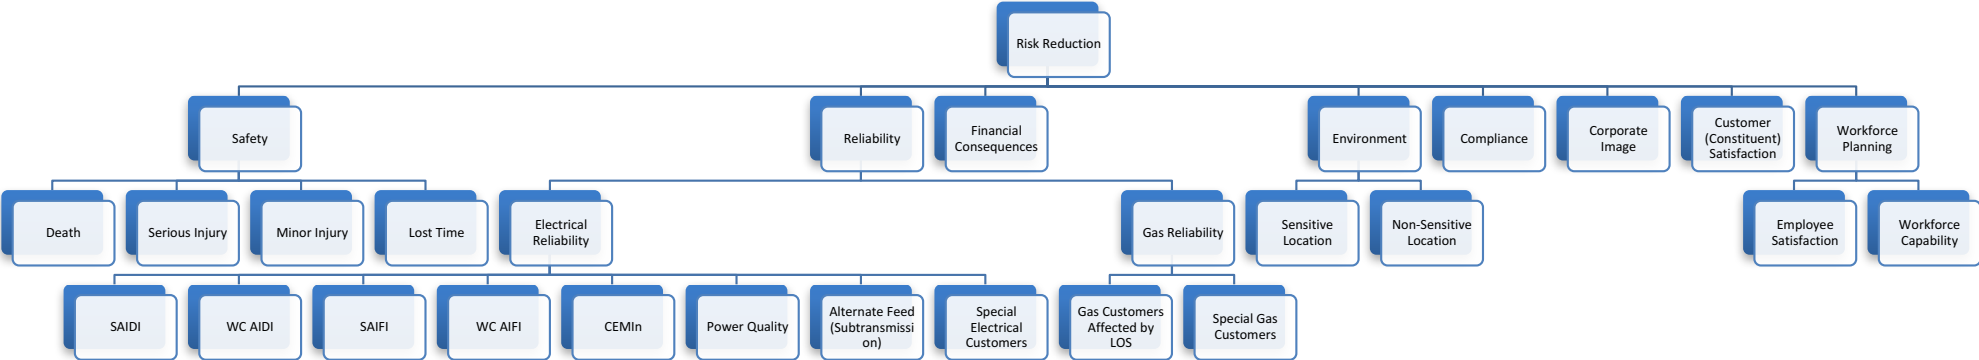 Risk Reduction
Safety
Reliability
Financial
Consequences
Environment
Compliance
Corporate
Image
Customer
(Constituent)
Satisfaction
Workforce
Planning
Death
Serious Injury
Minor Injury
Lost Time
Electrical
Reliability
Gas Reliability
Sensitive
Location
Non-Sensitive
Location
Employee
Satisfaction
Workforce
Capability
SAIDI
WC AIDI
SAIFI
WC AIFI
CEMIn
Power Quality
Alternate Feed
(Subtransmissi
on)
Special
Electrical
Customers
Gas Customers
Affected by
LOS
Special Gas
Customers